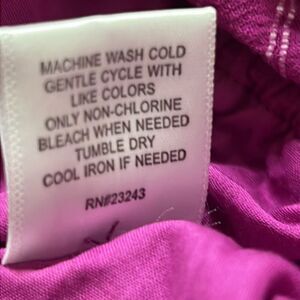 MACHINE WASH COLD
GENTLE CYCLE WITH
LIKE COLORS
ONLY NON-CHLORINE
BLEACH WHEN NEEDED
TUMBLE DRY
COOL IRON IF NEEDED
RN#23243